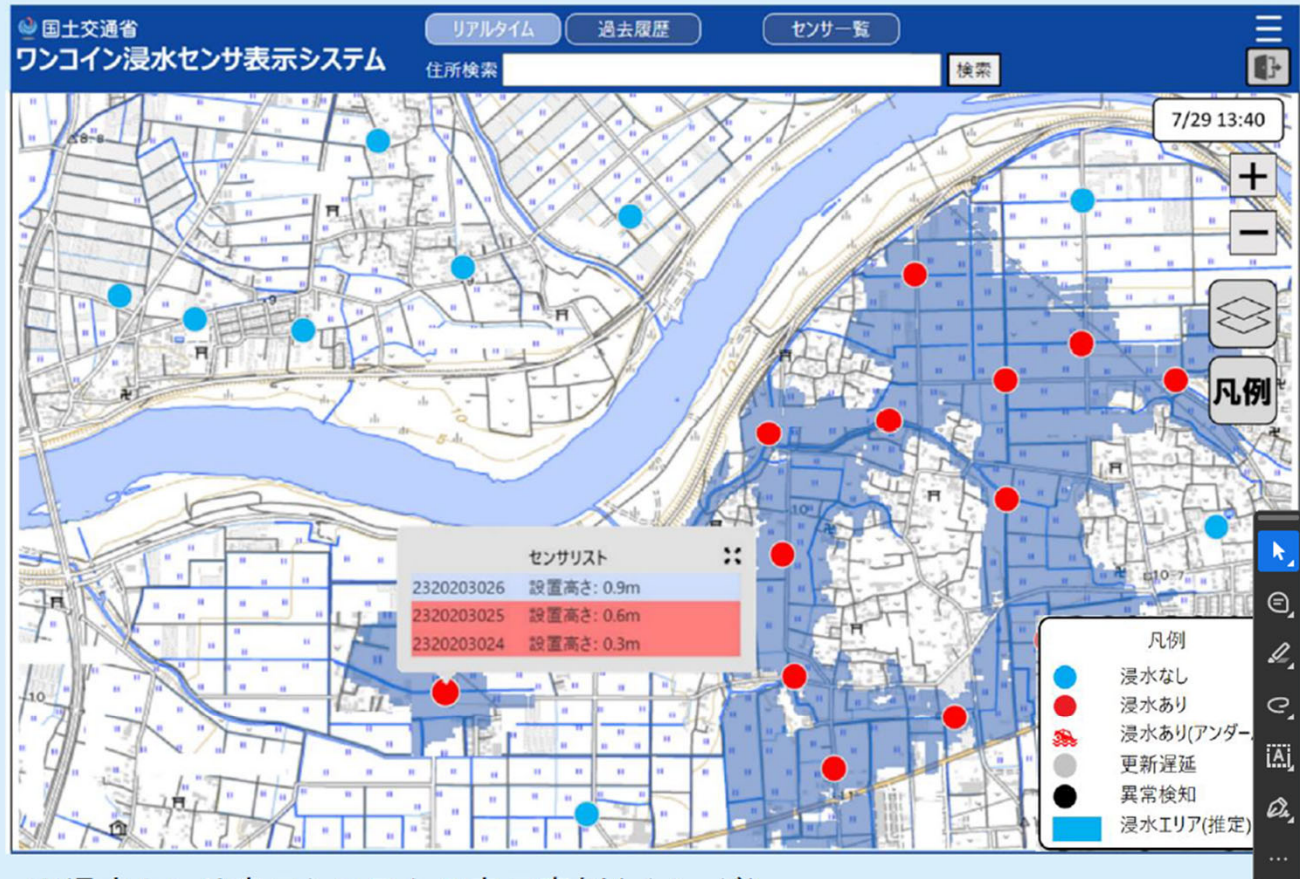 国土交通省
ワンコイン浸水センサ表示システム
リアルタイム
過去履歴
センサ一覧
住所検索
検索
7/29 13:40
+
−
凡例
センサリスト
2320203026 設置高さ: 0.9m
2320203025 設置高さ: 0.6m
2320203024 設置高さ: 0.3m
凡例
浸水なし
浸水あり
浸水あり(アンダー
更新遅延
異常検知
浸水エリア(推定)
10
5
10